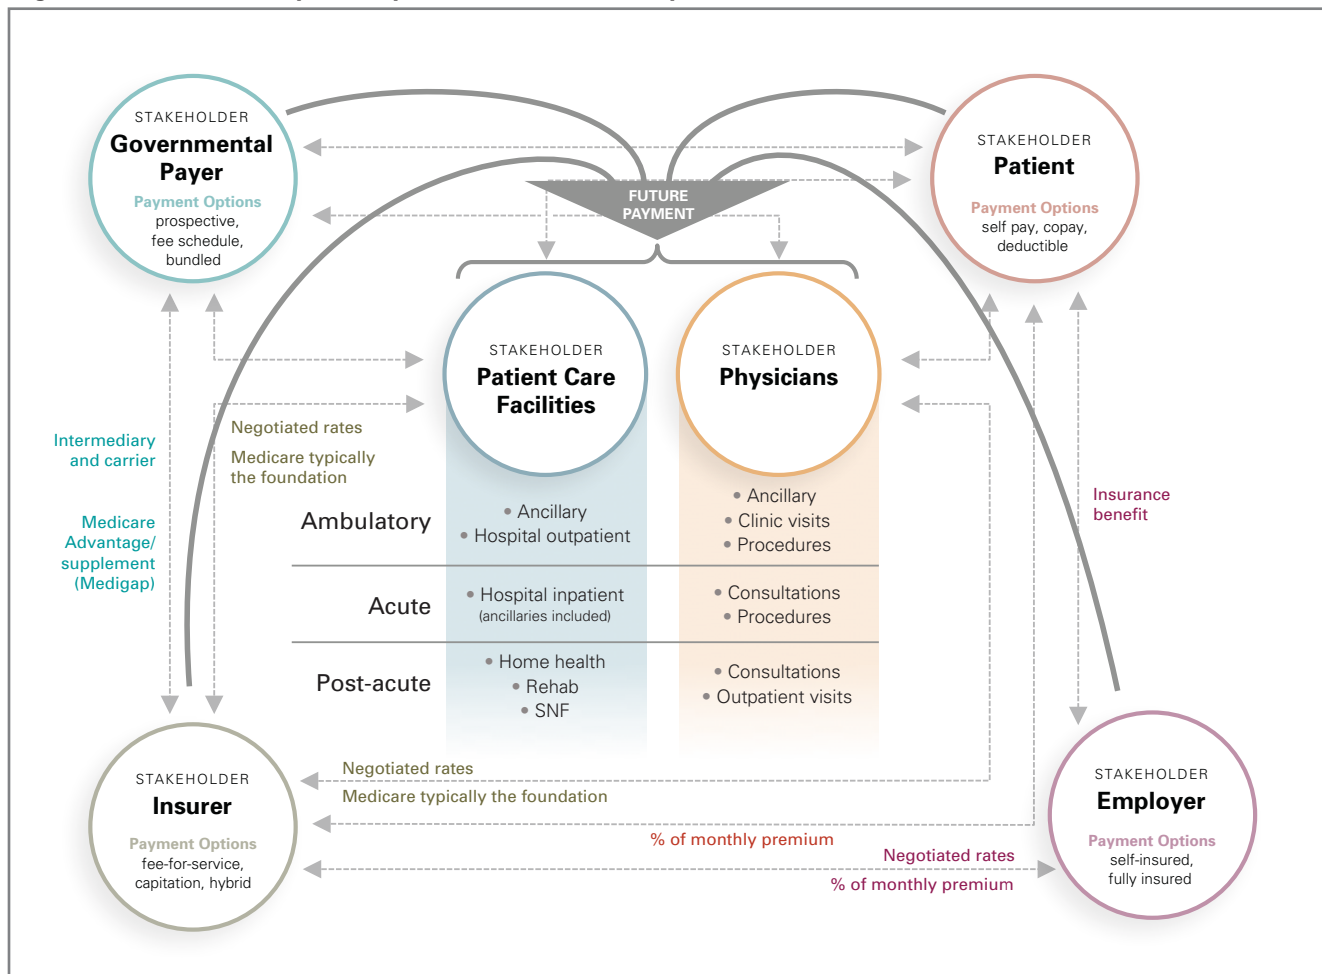 STAKEHOLDER
Governmental
Payer
Payment Options
prospective,
fee schedule,
bundled
STAKEHOLDER
Patient
Payment Options
self pay, copay,
deductible
FUTURE
PAYMENT
STAKEHOLDER
Patient Care
Facilities
STAKEHOLDER
Physicians
Intermediary
and carrier
Medicare
Advantage/
supplement
(Medigap)
Negotiated rates
Medicare typically
the foundation
Insurance
benefit
Ambulatory
• Ancillary
• Hospital outpatient
• Ancillary
• Clinic visits
• Procedures
Acute
• Hospital inpatient
(ancillaries included)
• Consultations
• Procedures
Post-acute
• Home health
• Rehab
• SNF
• Consultations
• Outpatient visits
STAKEHOLDER
Insurer
Payment Options
fee-for-service,
capitation, hybrid
Negotiated rates
Medicare typically the foundation
% of monthly premium
Negotiated rates
% of monthly premium
STAKEHOLDER
Employer
Payment Options
self-insured,
fully insured